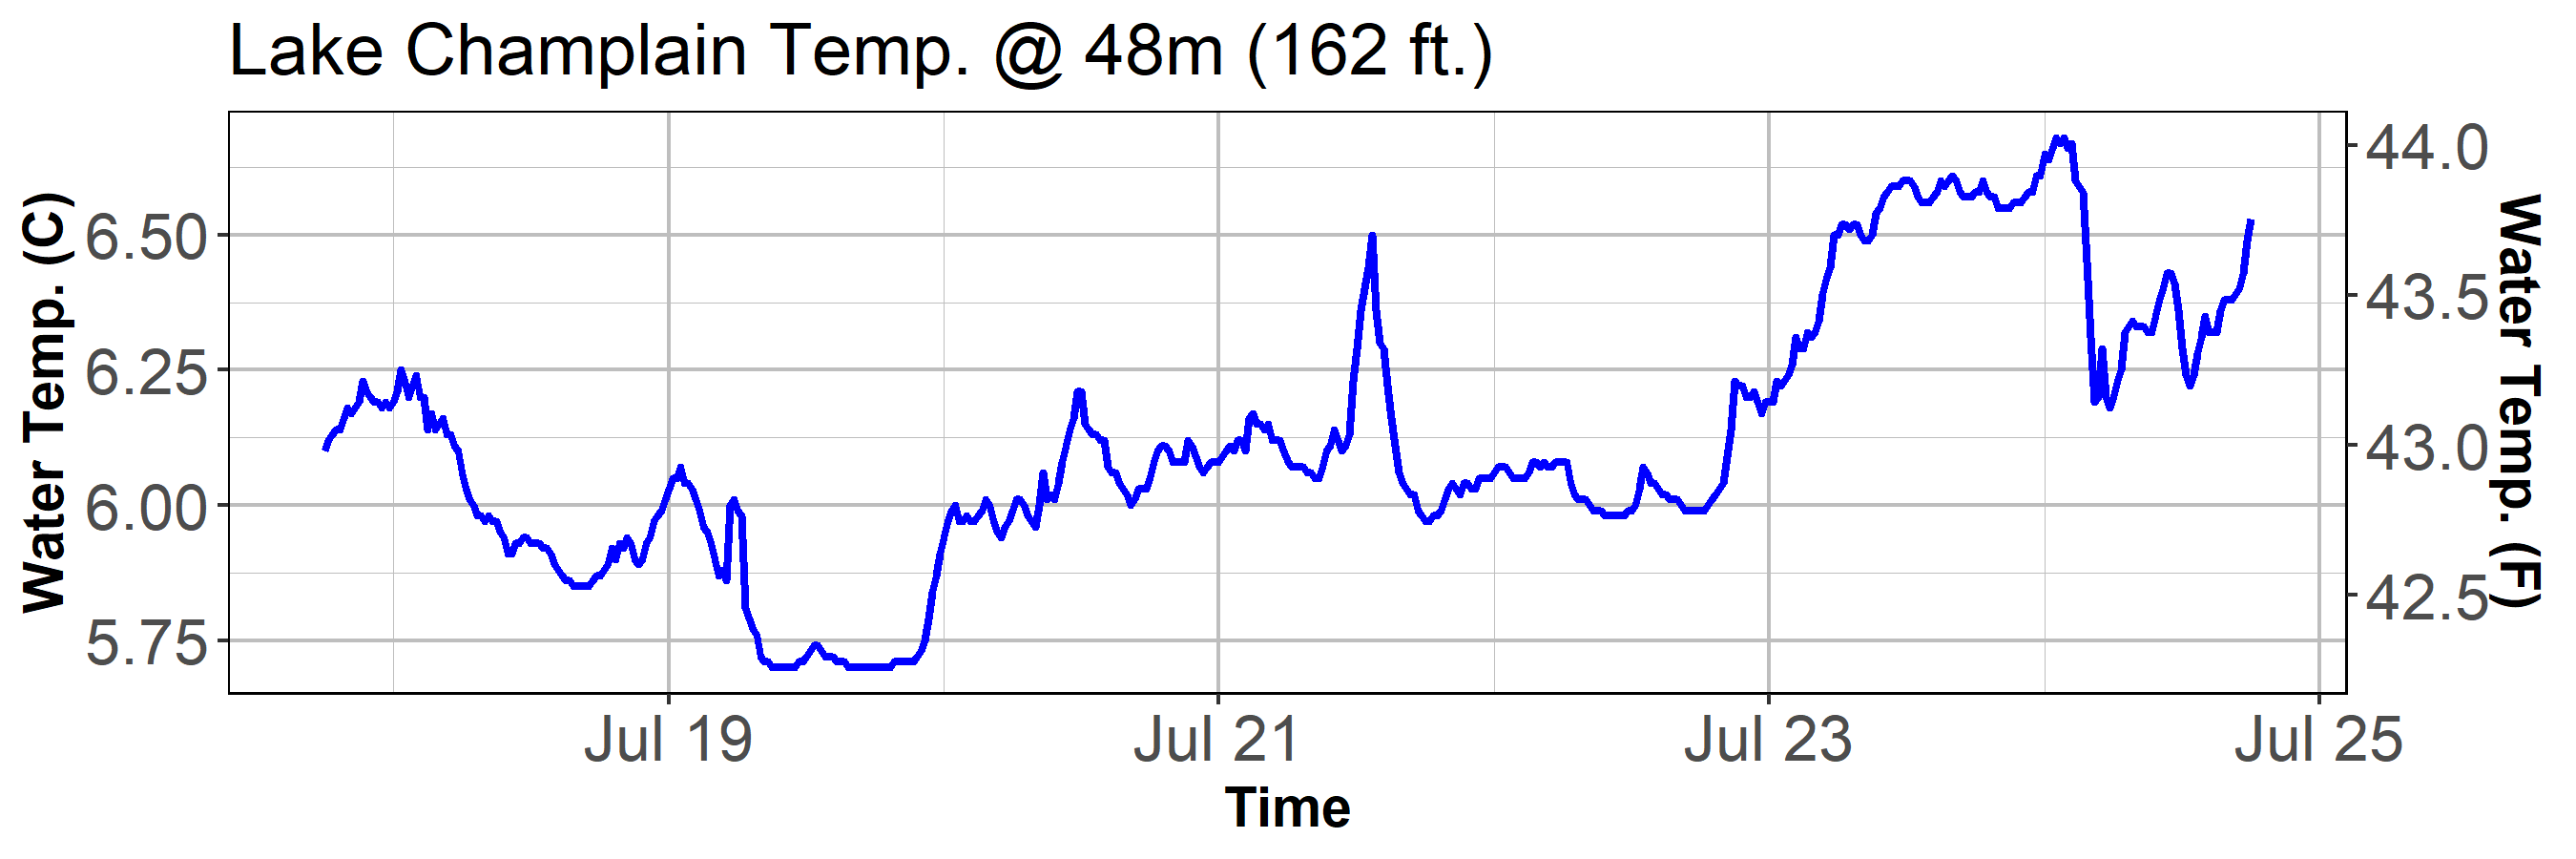 Lake Champlain Temp. @ 48m (162 ft.)
Water Temp. (C)
6.50
6.25
6.00
5.75
44.0
43.5
43.0
42.5
Water Temp. (F)
Jul 19 Jul 21 Jul 23 Jul 25
Time